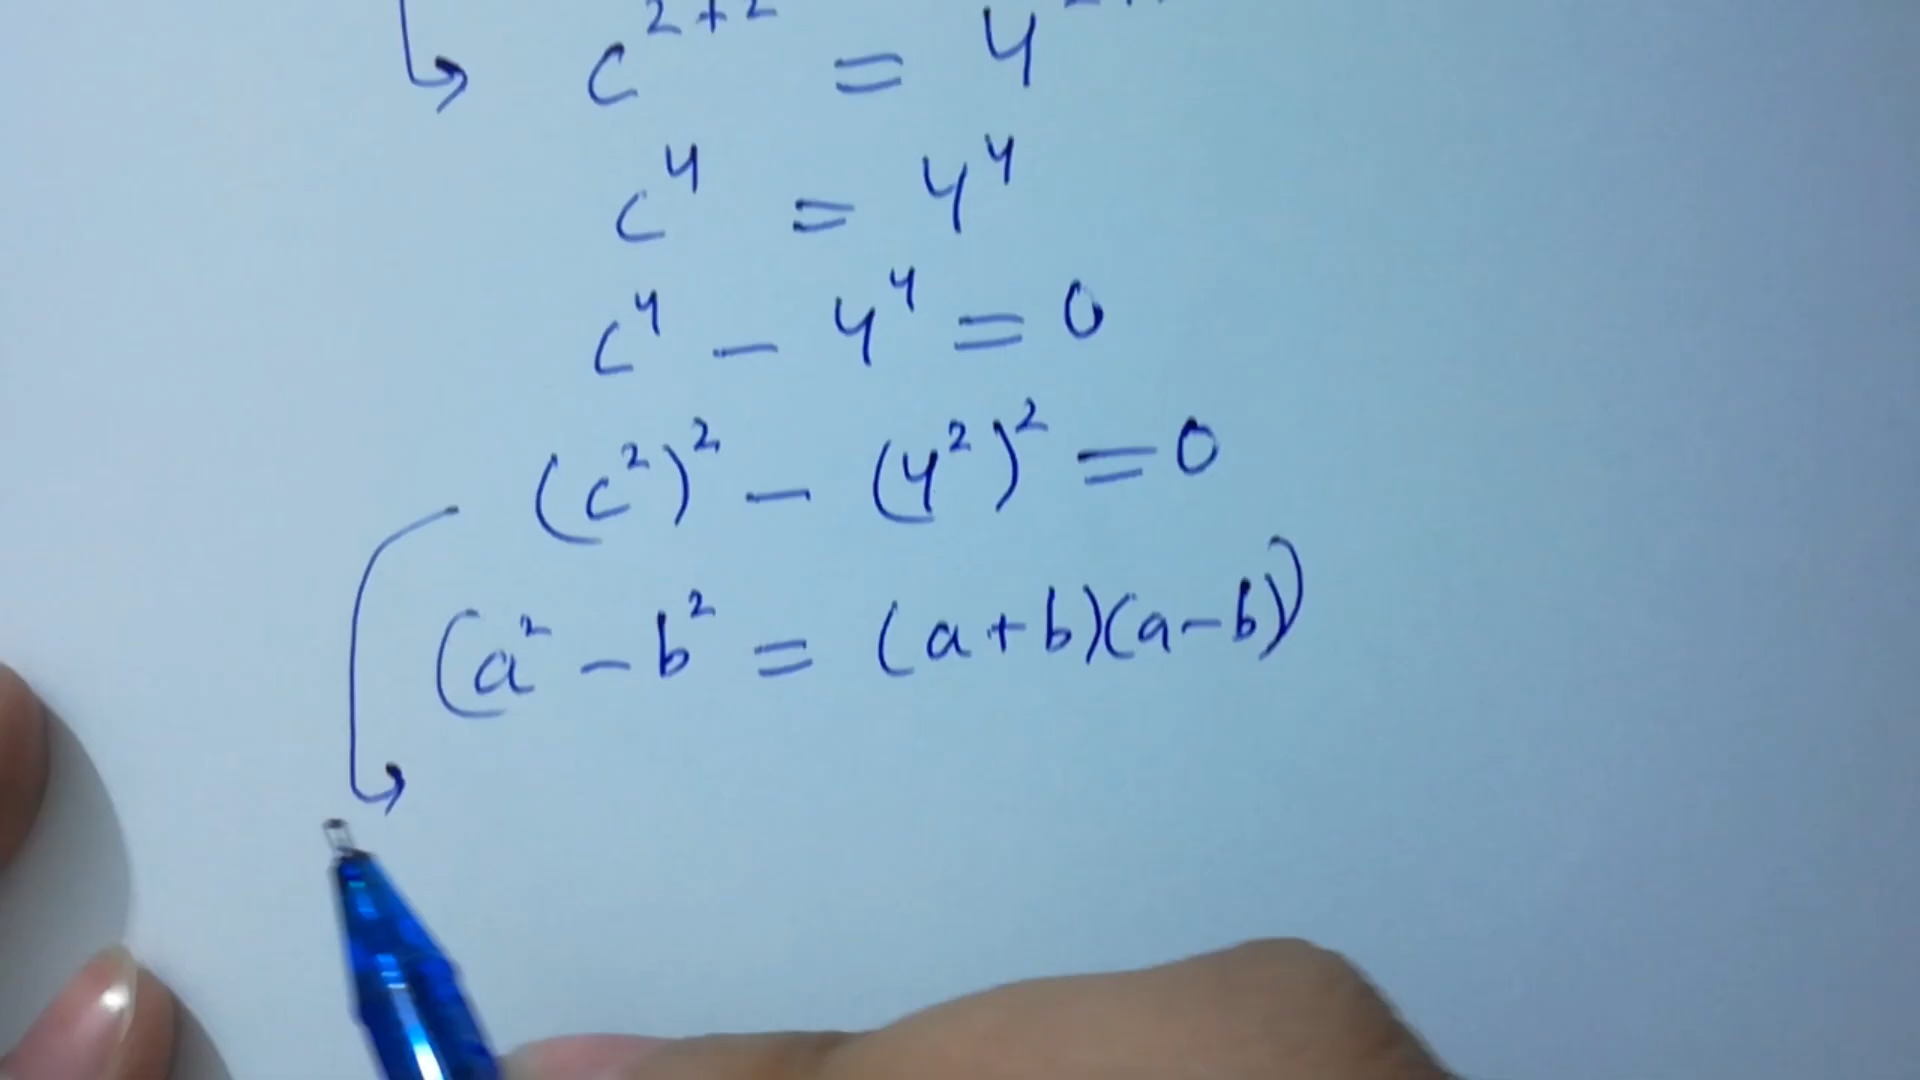 c^{2+2} = 4
c^4 = 4^4
c^4 - 4^4 = 0
(c^2)^2 - (4^2)^2 = 0
(a^2 - b^2 = (a+b)(a-b))